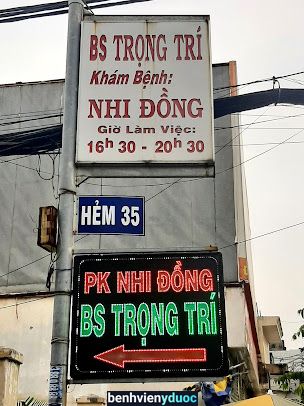 BS TRỌNG TRÍ
Khám Bệnh:
NHI ĐỒNG
Giờ Làm Việc:
16h 30 - 20h 30
HẺM 35
PK NHI ĐỒNG
BS TRỌNG TRÍ
benhvienyduoc